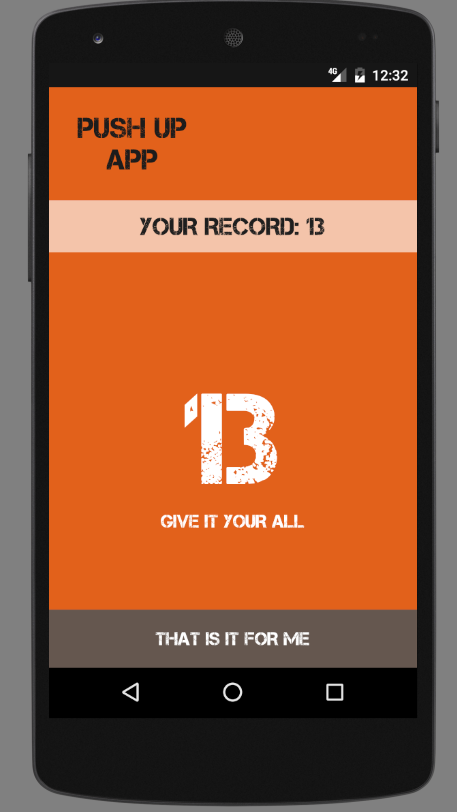 4G 12:32
PUSH UP
APP
YOUR RECORD: 13
13
GIVE IT YOUR ALL
THAT IS IT FOR ME